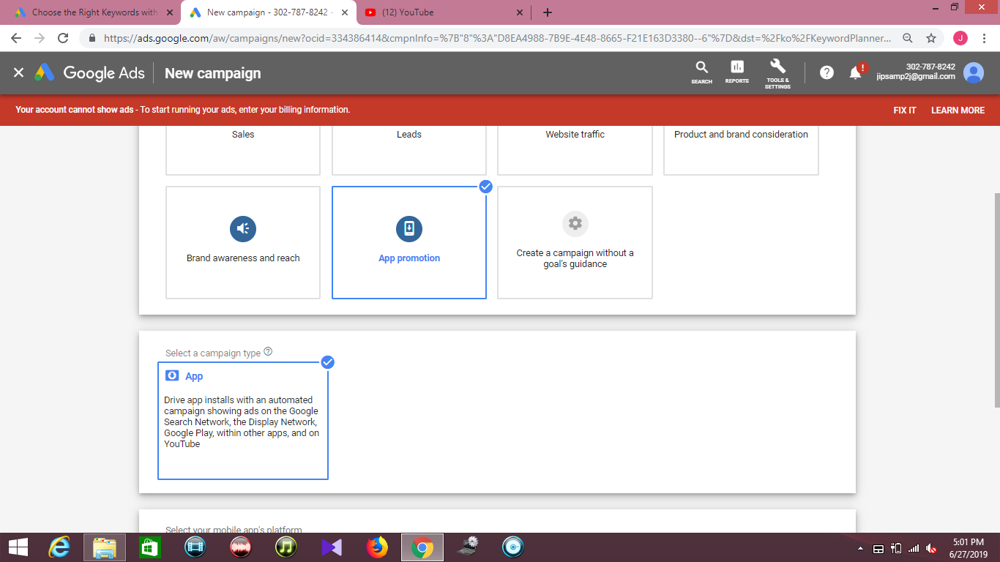 Choose the Right Keywords with
New campaign - 302-787-8242 -
(12) YouTube
https://ads.google.com/aw/campaigns/new?ocid=334386414&cmpnInfo=%7B"8"%3A"D8EA4988-7B9E-4E48-8665-F21E163D3380--6"%7D&dst=%2Fko%2FKeywordPlanner...
J
Google Ads
New campaign
SEARCH
REPORTS
TOOLS &
SETTINGS
?
!
302-787-8242
jipsamp2j@gmail.com
Your account cannot show ads - To start running your ads, enter your billing information.
FIX IT
LEARN MORE
Sales
Leads
Website traffic
Product and brand consideration
Brand awareness and reach
App promotion
Create a campaign without a
goal's guidance
Select a campaign type ?
App
Drive app installs with an automated
campaign showing ads on the Google
Search Network, the Display Network,
Google Play, within other apps, and on
YouTube
Select your mobile app's platform
5:01 PM
6/27/2019